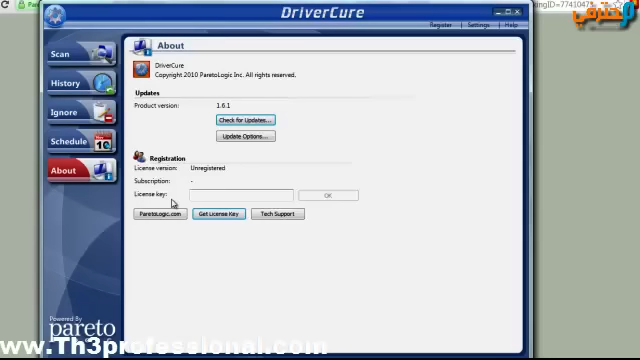 DriverCure
Register Settings Help
Scan
History
Ignore
Schedule
About
About
DriverCure
Copyright 2010 ParetoLogic Inc. All rights reserved.
Updates
Product version: 1.6.1
Check for Updates...
Update Options...
Registration
License version: Unregistered
Subscription: -
License key:
OK
ParetoLogic.com Get License Key Tech Support
Powered By
pareto
www.Th3professional.com